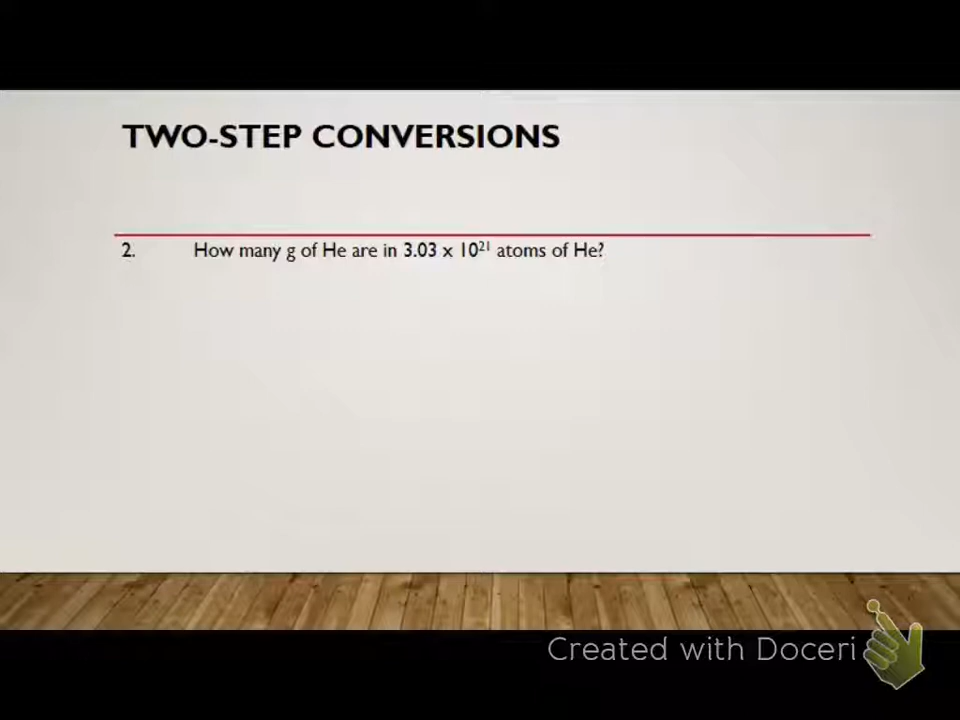 TWO-STEP CONVERSIONS
2. How many g of He are in 3.03 x 10²¹ atoms of He?
Created with Doceri